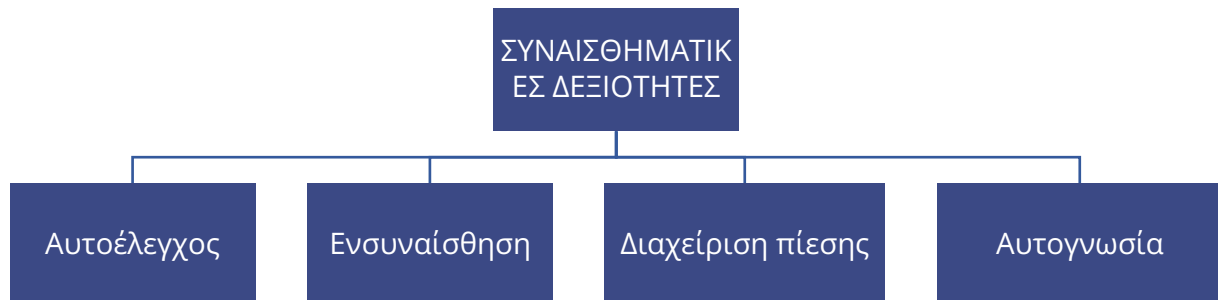 ΣΥΝΑΙΣΘΗΜΑΤΙΚ
ΕΣ ΔΕΞΙΟΤΗΤΕΣ
Αυτοέλεγχος
Ενσυναίσθηση
Διαχείριση πίεσης
Αυτογνωσία